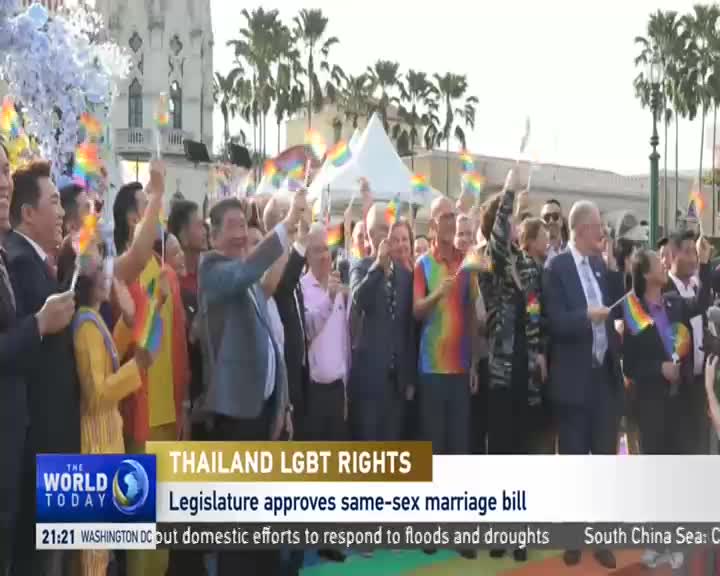 THAILAND LGBT RIGHTS
THE
WORLD
TODAY
Legislature approves same-sex marriage bill
21:21 WASHINGTON DC
out domestic efforts to respond to floods and droughts South China Sea: C